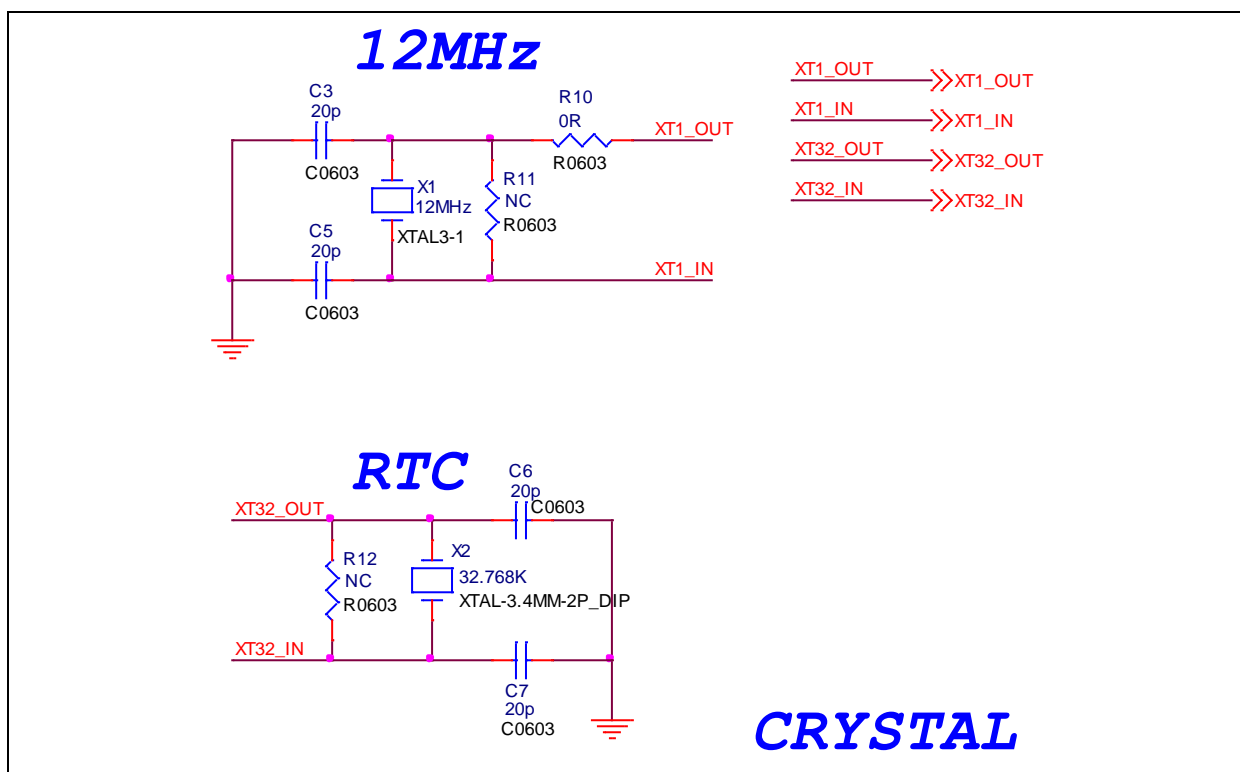 12MHz
C3
20p
C0603
R10
0R
R0603
XT1_OUT
X1
12MHz
XTAL3-1
R11
NC
R0603
C5
20p
C0603
XT1_IN
XT1_OUT
XT1_OUT
XT1_IN
XT1_IN
XT32_OUT
XT32_OUT
XT32_IN
XT32_IN
RTC
XT32_OUT
C6
20p
C0603
R12
NC
R0603
X2
32.768K
XTAL-3.4MM-2P_DIP
XT32_IN
C7
20p
C0603
CRYSTAL